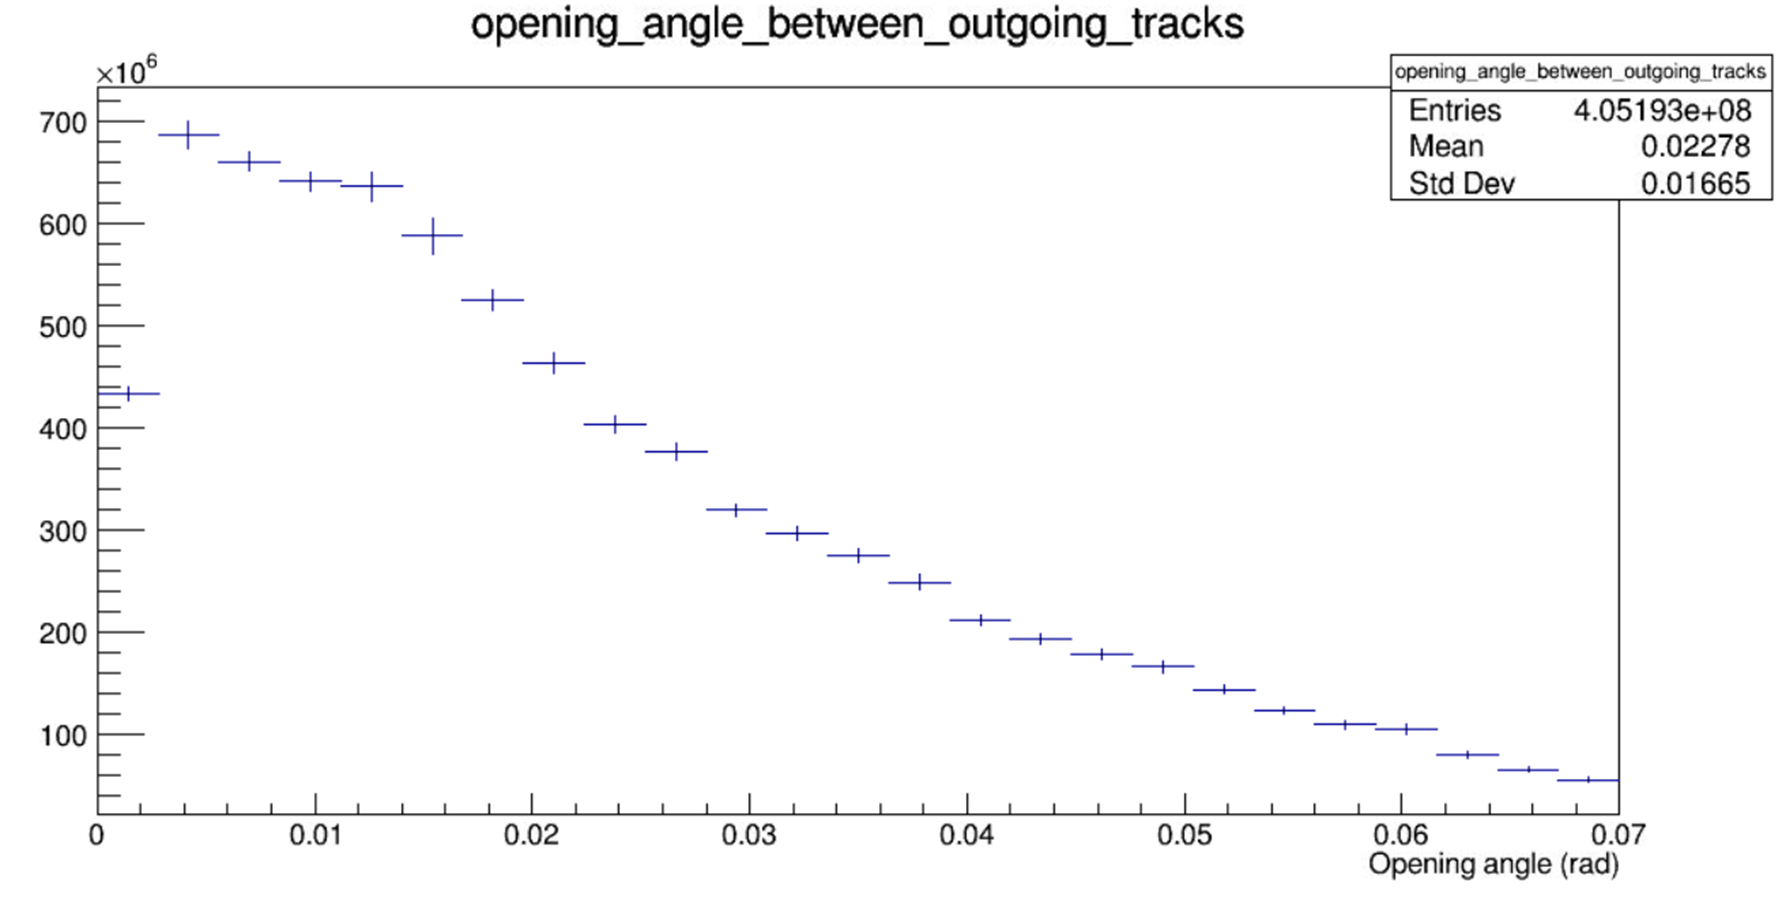 opening_angle_between_outgoing_tracks
×10⁶
opening_angle_between_outgoing_tracks
Entries 4.05193e+08
Mean 0.02278
Std Dev 0.01665
700
600
500
400
300
200
100
0 0.01 0.02 0.03 0.04 0.05 0.06 0.07
Opening angle (rad)